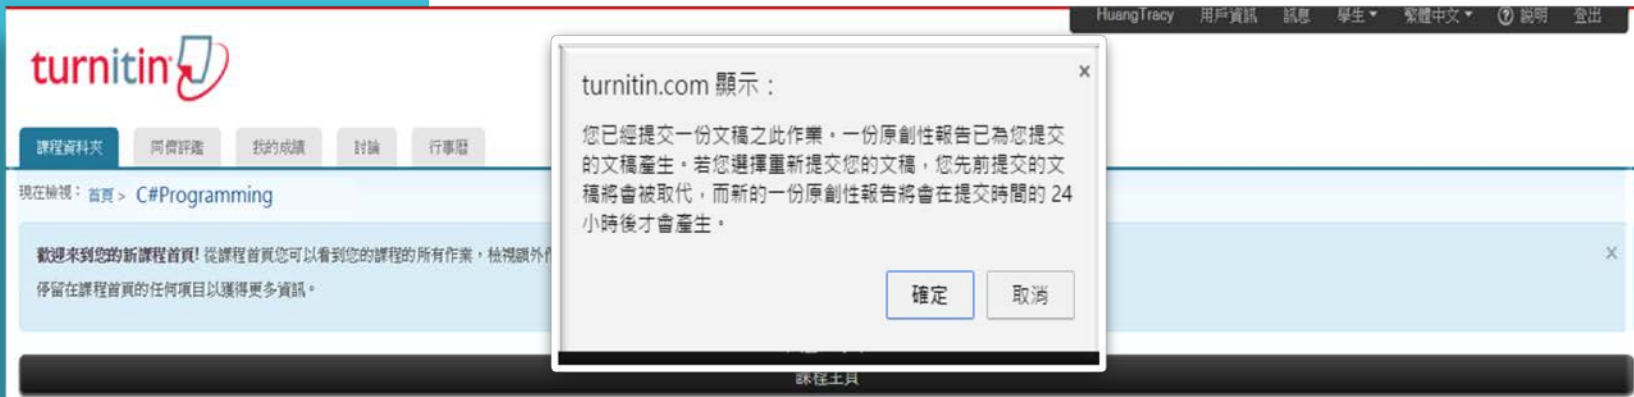 HuangTracy 用戶資訊 訊息 學生 繁體中文 ? 說明 登出
turnitin
課程資料夾 同儕評鑑 我的成績 討論 行事曆
現在檢視： 首頁 > C#Programming
歡迎來到您的新課程首頁! 從課程首頁您可以看到您的課程的所有作業，檢視額外作
停留在課程首頁的任何項目以獲得更多資訊。
turnitin.com 顯示：
您已經提交一份文稿之此作業。一份原創性報告已為您提交
的文稿產生。若您選擇重新提交您的文稿，您先前提交的文
稿將會被取代，而新的一份原創性報告將會在提交時間的 24
小時後才會產生。
確定 取消
課程主頁